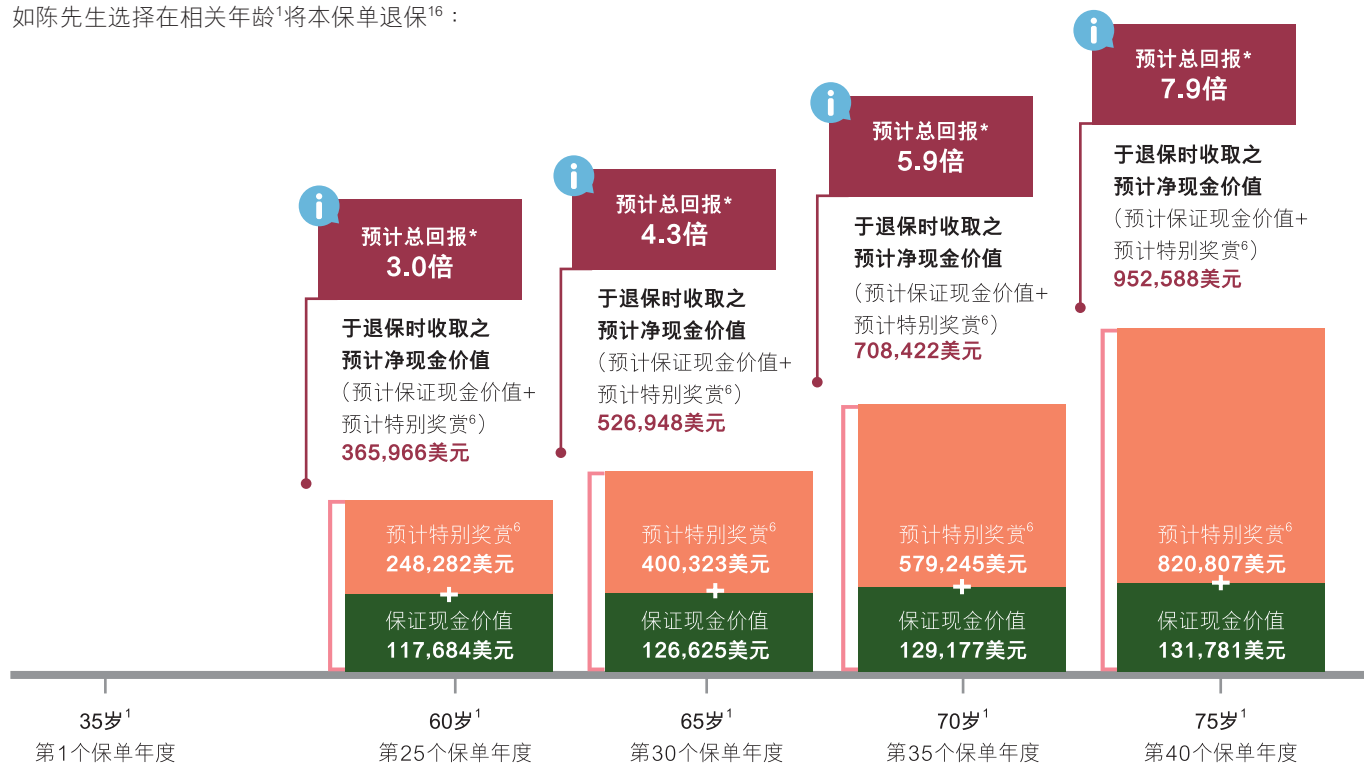 如陈先生选择在相关年龄¹将本保单退保¹⁶：
预计总回报*
3.0倍
于退保时收取之
预计净现金价值
（预计保证现金价值+
预计特别奖赏⁶）
365,966美元
预计特别奖赏⁶
248,282美元
+
保证现金价值
117,684美元
60岁¹
第25个保单年度
预计总回报*
4.3倍
于退保时收取之
预计净现金价值
（预计保证现金价值+
预计特别奖赏⁶）
526,948美元
预计特别奖赏⁶
400,323美元
+
保证现金价值
126,625美元
65岁¹
第30个保单年度
预计总回报*
5.9倍
于退保时收取之
预计净现金价值
（预计保证现金价值+
预计特别奖赏⁶）
708,422美元
预计特别奖赏⁶
579,245美元
+
保证现金价值
129,177美元
70岁¹
第35个保单年度
预计总回报*
7.9倍
于退保时收取之
预计净现金价值
（预计保证现金价值+
预计特别奖赏⁶）
952,588美元
预计特别奖赏⁶
820,807美元
+
保证现金价值
131,781美元
75岁¹
第40个保单年度
35岁¹
第1个保单年度